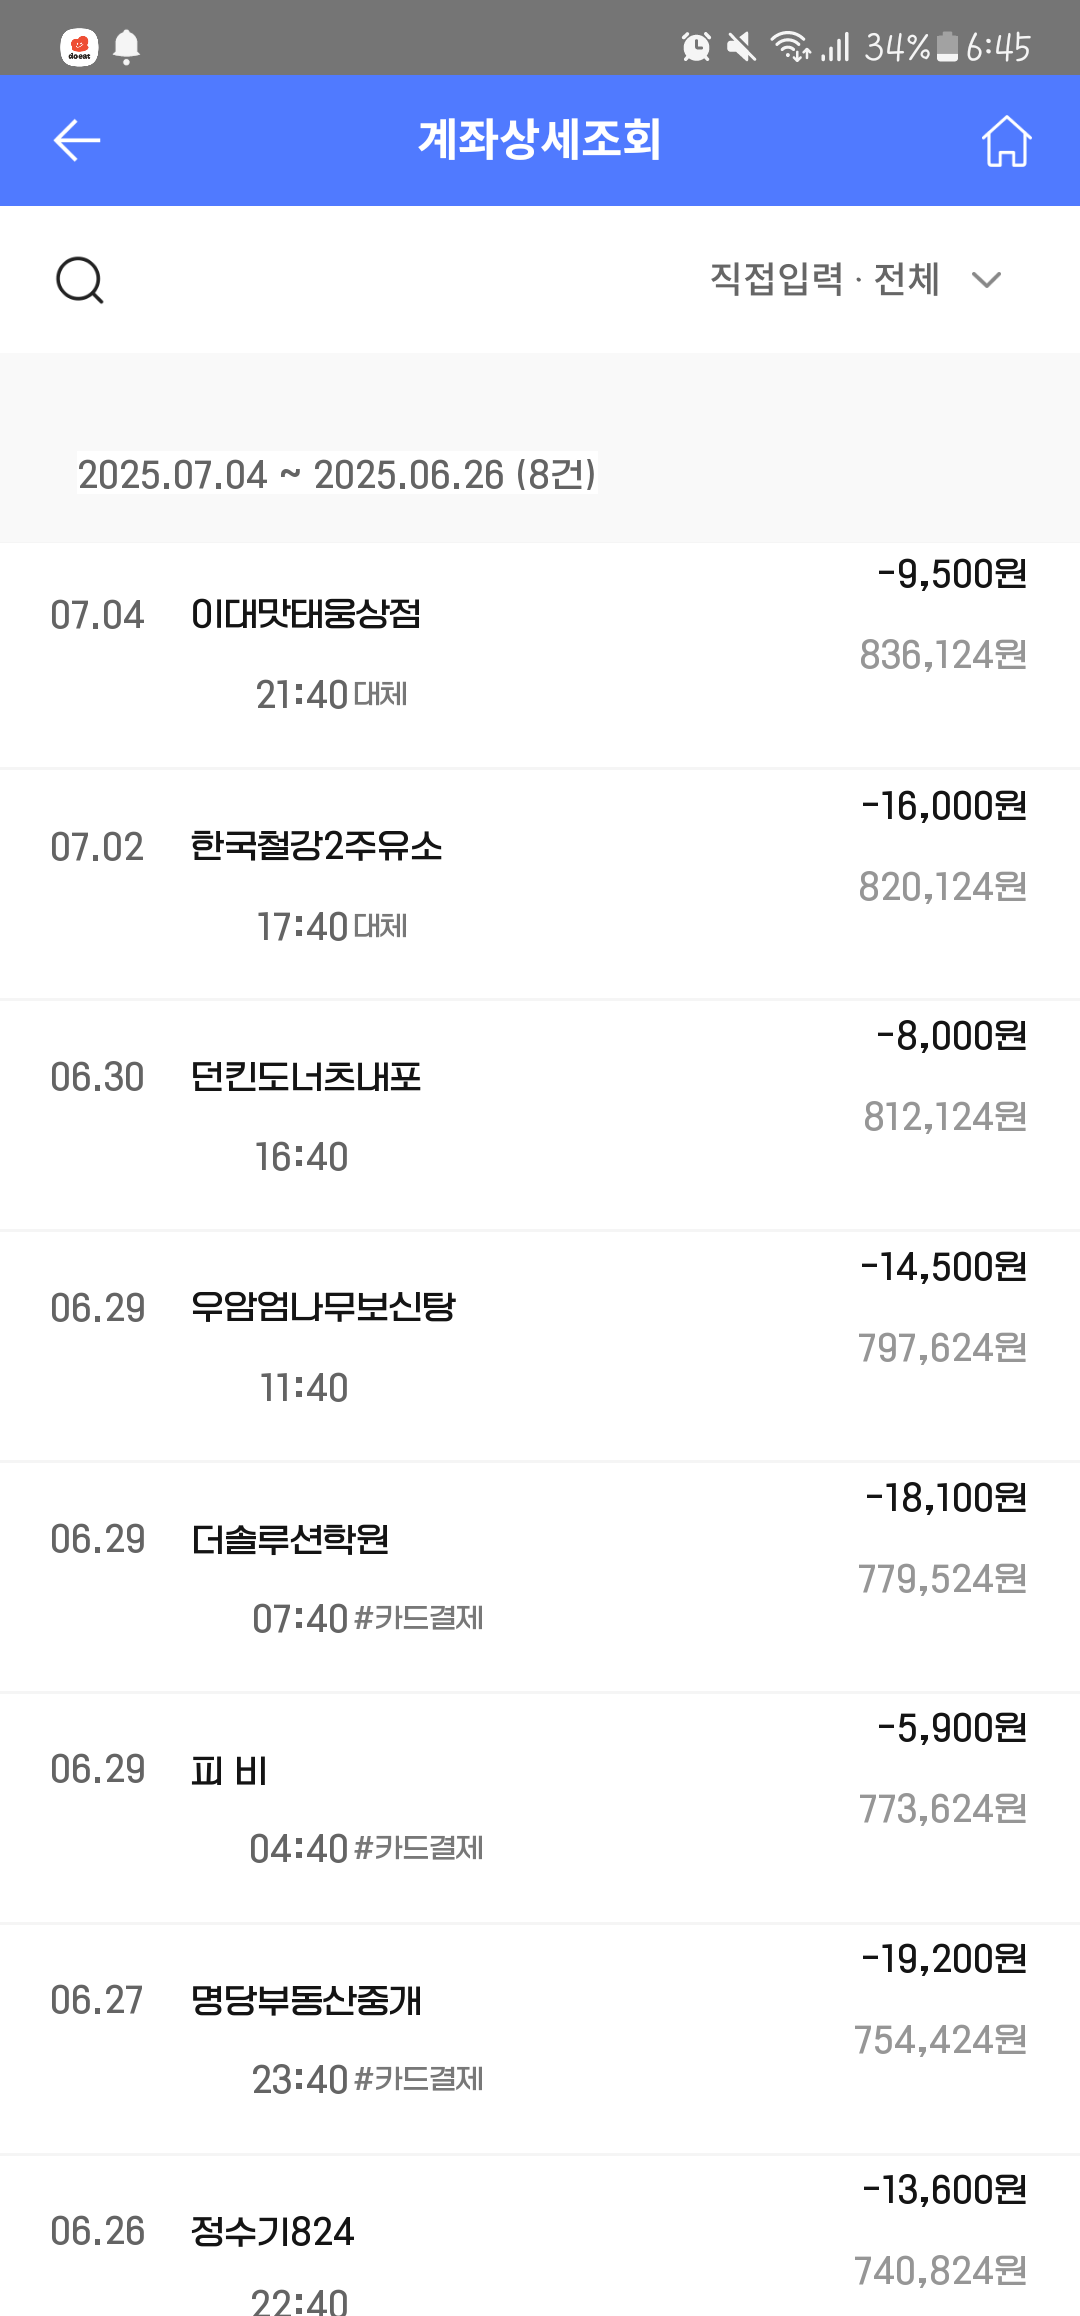 doeat
34% 6:45
계좌상세조회
직접입력 · 전체
2025.07.04 ~ 2025.06.26 (8건)
-9,500원
07.04 이대맛태웅상점
836,124원
21:40 대체
-16,000원
07.02 한국철강2주유소
820,124원
17:40 대체
-8,000원
06.30 던킨도너츠내포
812,124원
16:40
-14,500원
06.29 우암엄나무보신탕
797,624원
11:40
-18,100원
06.29 더솔루션학원
779,524원
07:40 #카드결제
-5,900원
06.29 피 비
773,624원
04:40 #카드결제
-19,200원
06.27 명당부동산중개
754,424원
23:40 #카드결제
-13,600원
06.26 정수기824
740,824원
22:40